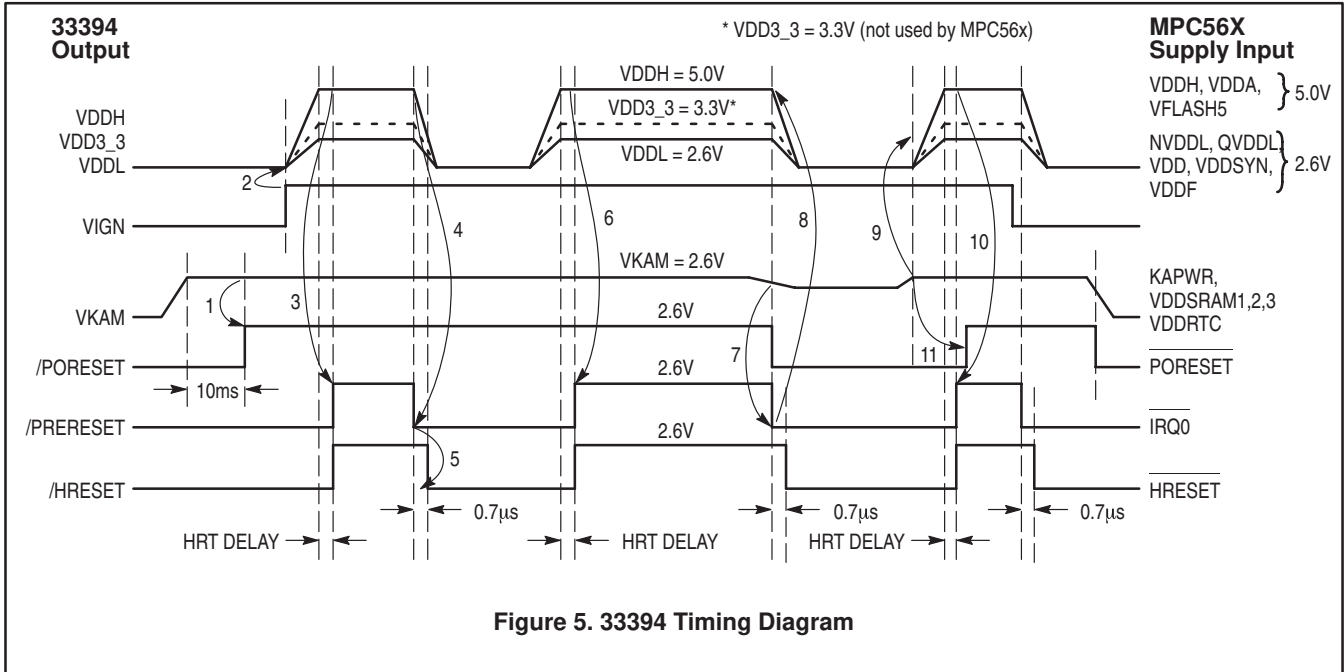 33394
Output
* VDD3_3 = 3.3V (not used by MPC56x)
MPC56X
Supply Input
VDDH = 5.0V
VDDH, VDDA,
VFLASH5
5.0V
VDDH
VDD3_3
VDDL
VDD3_3 = 3.3V*
VDDL = 2.6V
NVDDL, QVDDL,
VDD, VDDSYN,
VDDF
2.6V
2
VIGN
4
6
8
9
10
VKAM = 2.6V
KAPWR,
VDDSRAM1,2,3
VDDRTC
VKAM
1
3
2.6V
/PORESET
7
11
PORESET
10ms
2.6V
/PRERESET
IRQ0
2.6V
5
/HRESET
HRESET
0.7µs
0.7µs
0.7µs
HRT DELAY
HRT DELAY
HRT DELAY
Figure 5. 33394 Timing Diagram